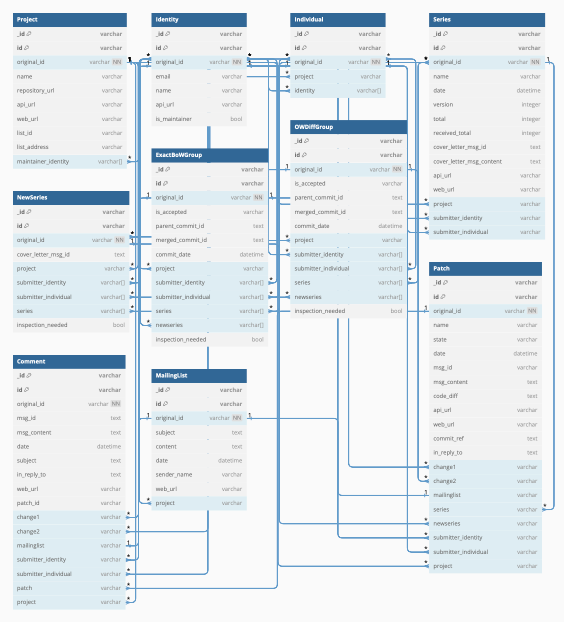 Project
_id varchar
id varchar
original_id varchar NN
name varchar
repository_url varchar
api_url varchar
web_url varchar
list_id varchar
list_address varchar
maintainer_identity varchar[]
Identity
_id varchar
id varchar
original_id varchar NN
email varchar
name varchar
api_url varchar
is_maintainer bool
Individual
_id varchar
id varchar
original_id varchar NN
project varchar
identity varchar[]
Series
_id varchar
id varchar
original_id varchar NN
name varchar
date datetime
version integer
total integer
received_total integer
cover_letter_msg_id text
cover_letter_msg_content text
api_url varchar
web_url varchar
project varchar
submitter_identity varchar
submitter_individual varchar
NewSeries
_id varchar
id varchar
original_id varchar NN
cover_letter_msg_id text
project varchar
submitter_identity varchar[]
submitter_individual varchar[]
series varchar[]
inspection_needed bool
ExactBoWGroup
_id varchar
id varchar
original_id varchar NN
is_accepted varchar
parent_commit_id text
merged_commit_id text
commit_date datetime
project varchar
submitter_identity varchar[]
submitter_individual varchar[]
series varchar[]
newseries varchar[]
inspection_needed bool
OWDiffGroup
_id varchar
id varchar
original_id varchar NN
is_accepted varchar
parent_commit_id text
merged_commit_id text
commit_date datetime
project varchar
submitter_identity varchar[]
submitter_individual varchar[]
series varchar[]
newseries varchar[]
inspection_needed bool
Patch
_id varchar
id varchar
original_id varchar NN
name varchar
state varchar
date datetime
msg_id varchar
msg_content text
code_diff text
api_url varchar
web_url varchar
commit_ref text
in_reply_to text
change1 varchar
change2 varchar
mailinglist varchar
series varchar
newseries varchar
submitter_identity varchar
submitter_individual varchar
project varchar
Comment
_id varchar
id varchar
original_id varchar NN
msg_id text
msg_content text
date datetime
subject text
in_reply_to text
web_url varchar
patch_id varchar
change1 varchar
change2 varchar
mailinglist varchar
submitter_identity varchar
submitter_individual varchar
patch varchar
project varchar
MailingList
_id varchar
id varchar
original_id varchar NN
subject text
content text
date datetime
sender_name varchar
web_url varchar
project varchar